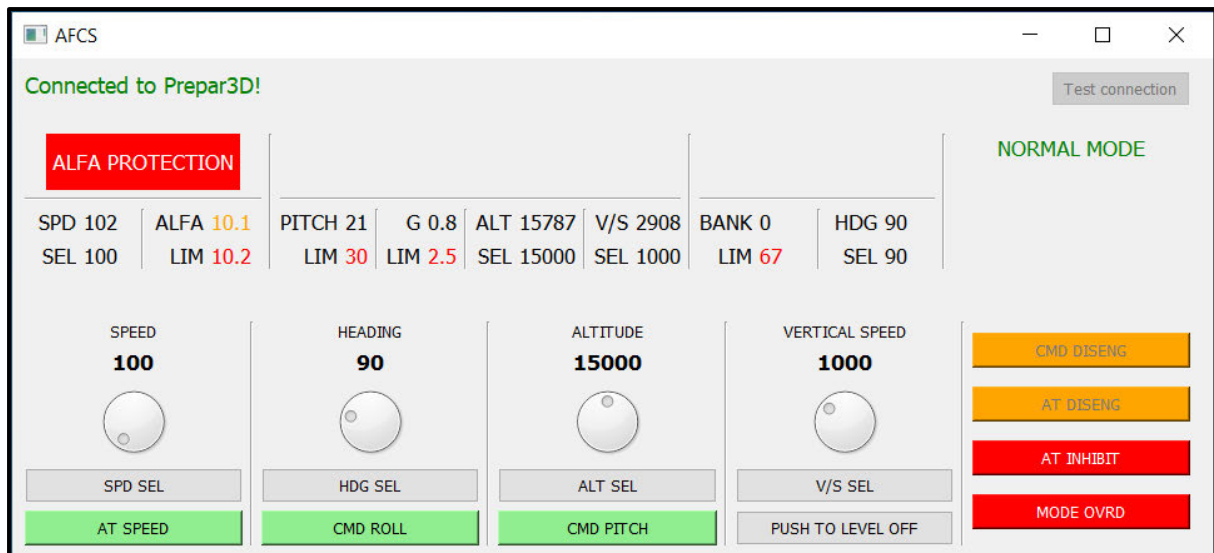 AFCS
Connected to Prepar3D!
Test connection
ALFA PROTECTION
NORMAL MODE
SPD 102 ALFA 10.1 PITCH 21 G 0.8 ALT 15787 V/S 2908 BANK 0 HDG 90
SEL 100 LIM 10.2 LIM 30 LIM 2.5 SEL 15000 SEL 1000 LIM 67 SEL 90
SPEED HEADING ALTITUDE VERTICAL SPEED
100 90 15000 1000
CMD DISENG
AT DISENG
AT INHIBIT
SPD SEL HDG SEL ALT SEL V/S SEL
MODE OVRD
AT SPEED CMD ROLL CMD PITCH PUSH TO LEVEL OFF